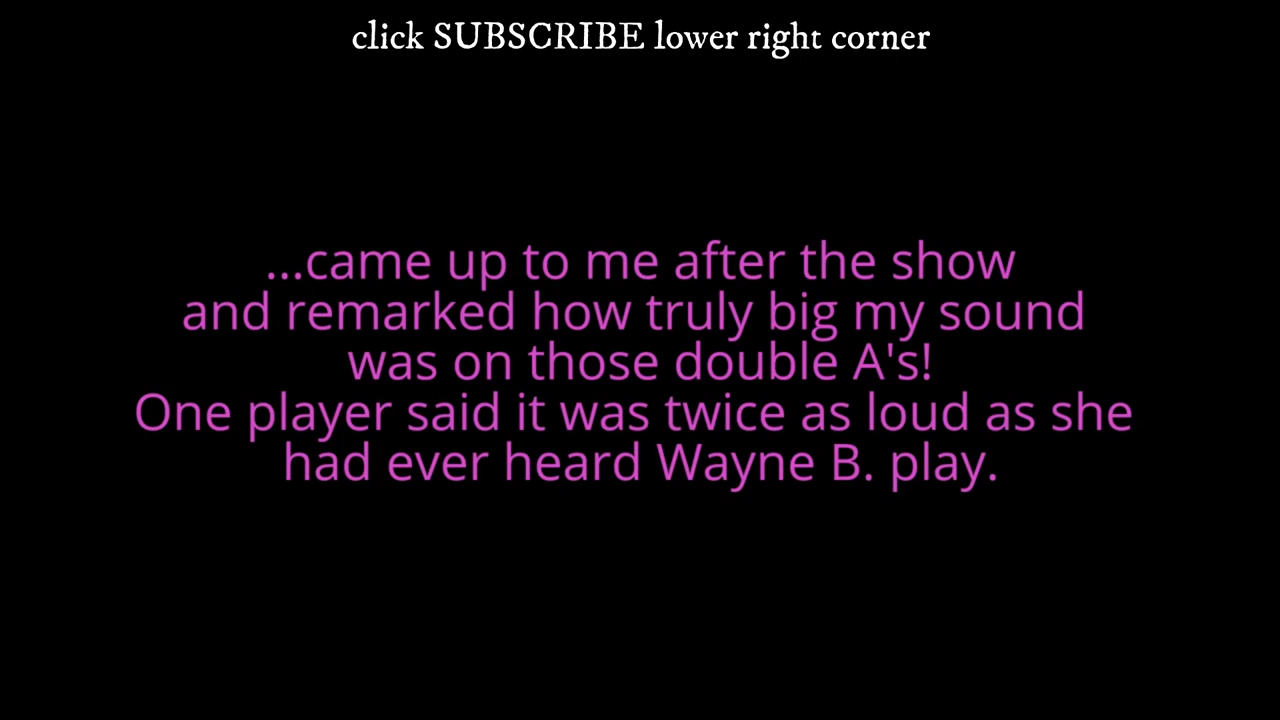 click SUBSCRIBE lower right corner
...came up to me after the show
and remarked how truly big my sound
was on those double A's!
One player said it was twice as loud as she
had ever heard Wayne B. play.